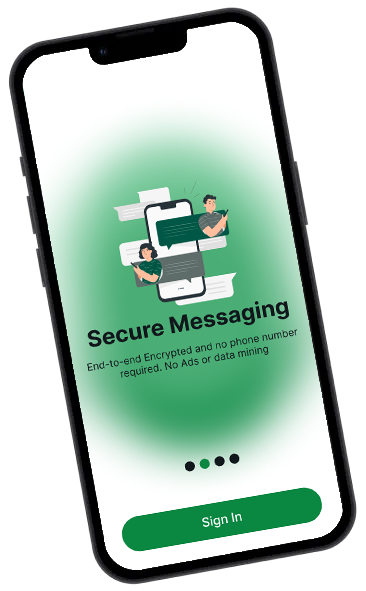 Secure Messaging
End-to-end Encrypted and no phone number
required. No Ads or data mining
Sign In